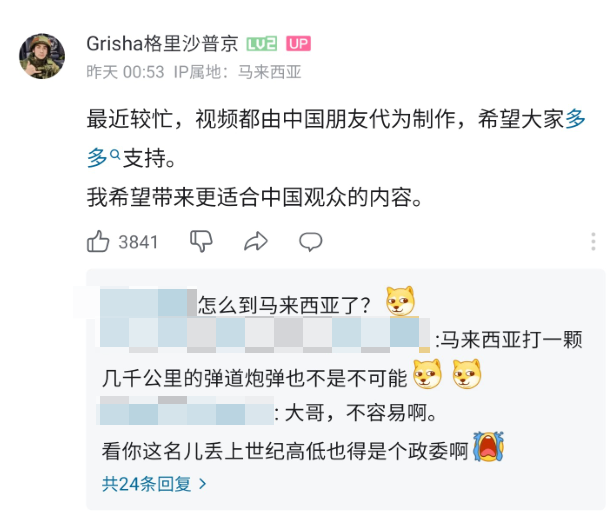 Grisha格里沙普京 LV2 UP
昨天 00:53 IP属地：马来西亚
最近较忙，视频都由中国朋友代为制作，希望大家多
多支持。
我希望带来更适合中国观众的内容。
3841
怎么到马来西亚了？
:马来西亚打一颗
几千公里的弹道炮弹也不是不可能
: 大哥，不容易啊。
看你这名儿丢上世纪高低也得是个政委啊
共24条回复 >